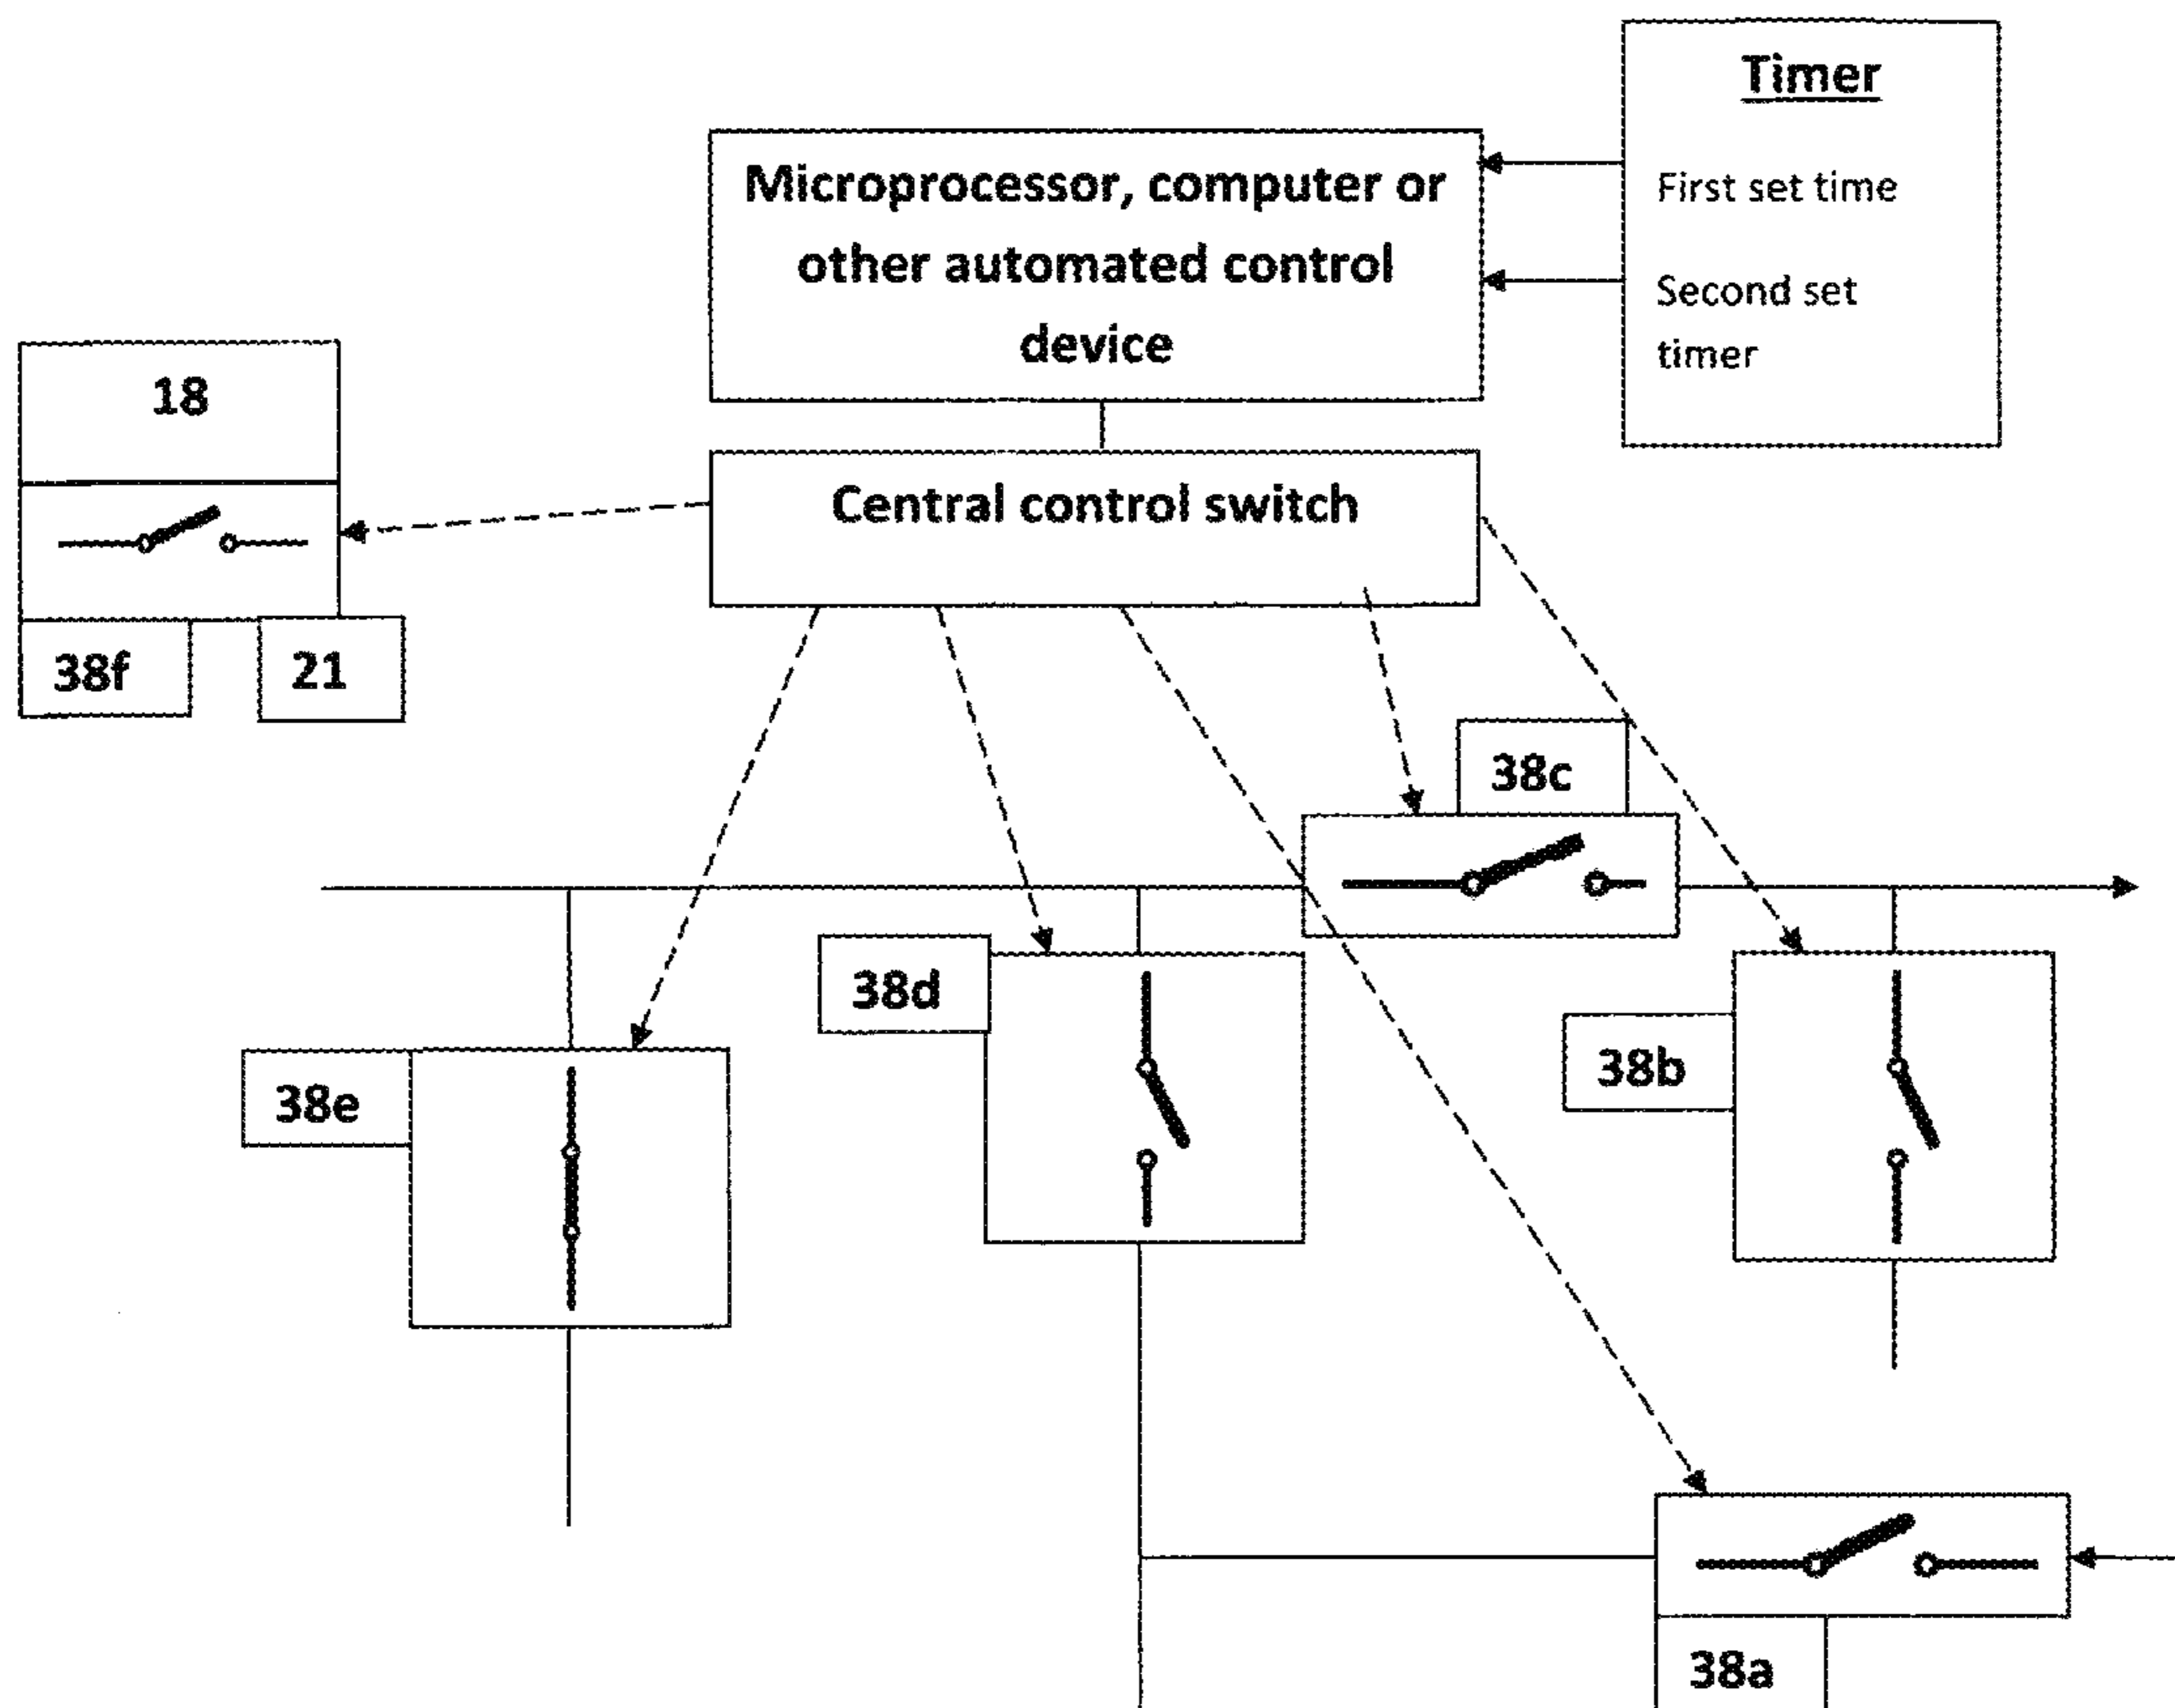 Timer
Microprocessor, computer or
other automated control
device
First set time
Second set
timer
18
Central control switch
38f
21
38c
38d
38b
38e
38a